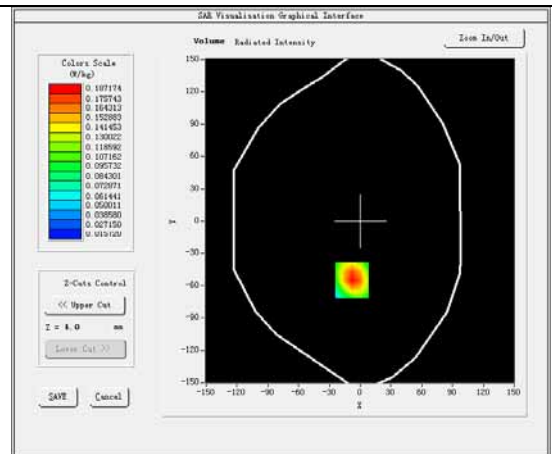 SAR Visualisation Graphical Interface
Volume Radiated Intensity
Zoom In/Out
Colors Scale
(W/kg)
0.187174
0.175743
0.164313
0.152883
0.141453
0.130022
0.118592
0.107162
0.095732
0.084301
0.072871
0.061441
0.050011
0.038580
0.027150
0.015720
150
120
90
60
30
0
-30
-60
-90
-120
-150
Y
-150 -120 -90 -60 -30 0 30 60 90 120 150
X
Z-Cuts Control
<< Upper Cut
Z = 4.0 mm
Lower Cut >>
SAVE Cancel